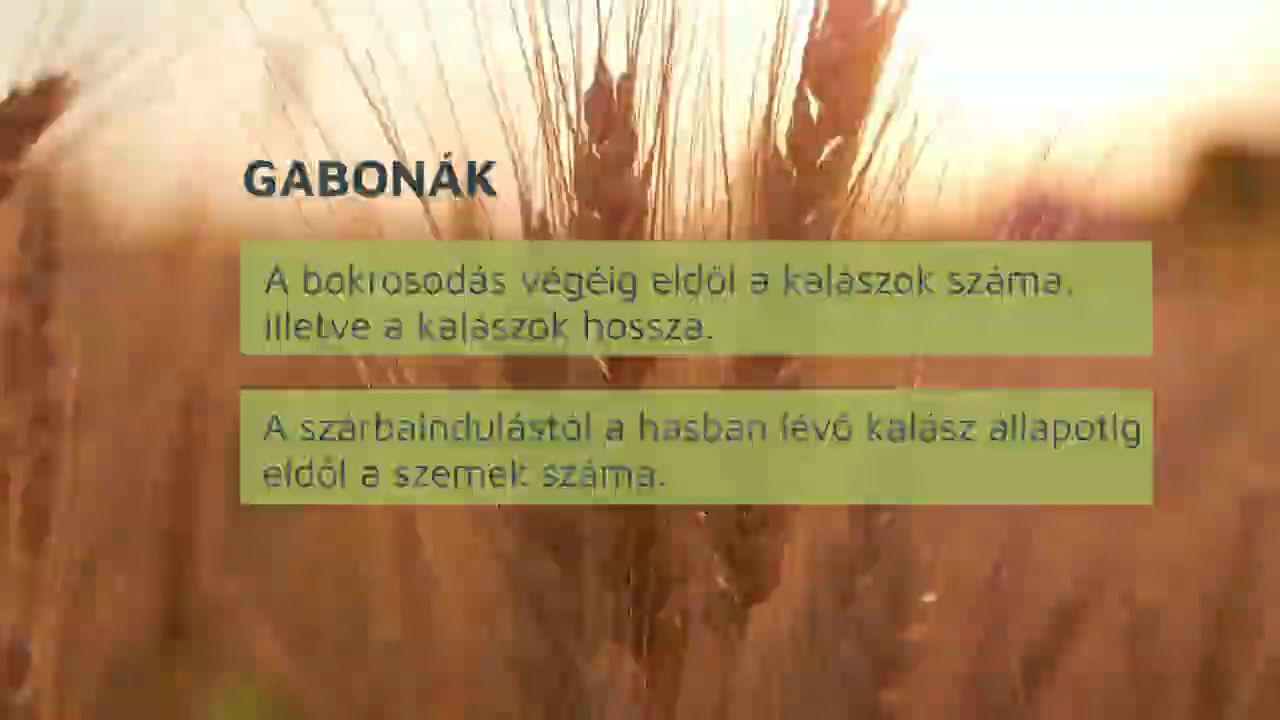 GABONÁK
A bokrosodás végéig eldől a kalászok száma,
illetve a kalászok hossza.
A szárbaindulástól a hasban lévő kalász állapotig
eldől a szemek száma.